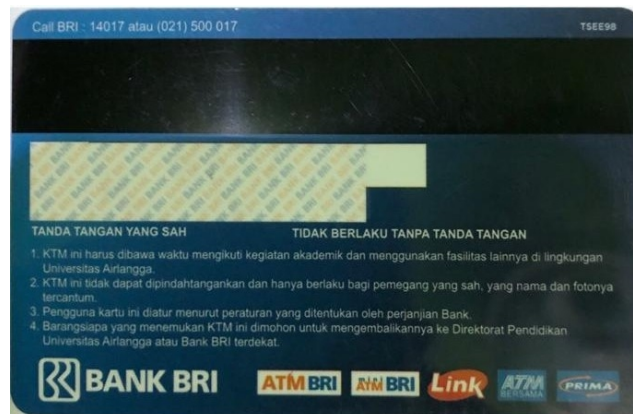 Call BRI : 14017 atau (021) 500 017
TSEE98
TANDA TANGAN YANG SAH
TIDAK BERLAKU TANPA TANDA TANGAN
1. KTM ini harus dibawa waktu mengikuti kegiatan akademik dan menggunakan fasilitas lainnya di lingkungan
Universitas Airlangga.
2. KTM ini tidak dapat dipindahtangankan dan hanya berlaku bagi pemegang yang sah, yang nama dan fotonya
tercantum.
3. Pengguna kartu ini diatur menurut peraturan yang ditentukan oleh perjanjian Bank.
4. Barangsiapa yang menemukan KTM ini dimohon untuk mengembalikannya ke Direktorat Pendidikan
Universitas Airlangga atau Bank BRI terdekat.
BANK BRI
ATM BRI
BRI
Link
ATM
BERSAMA
PRIMA